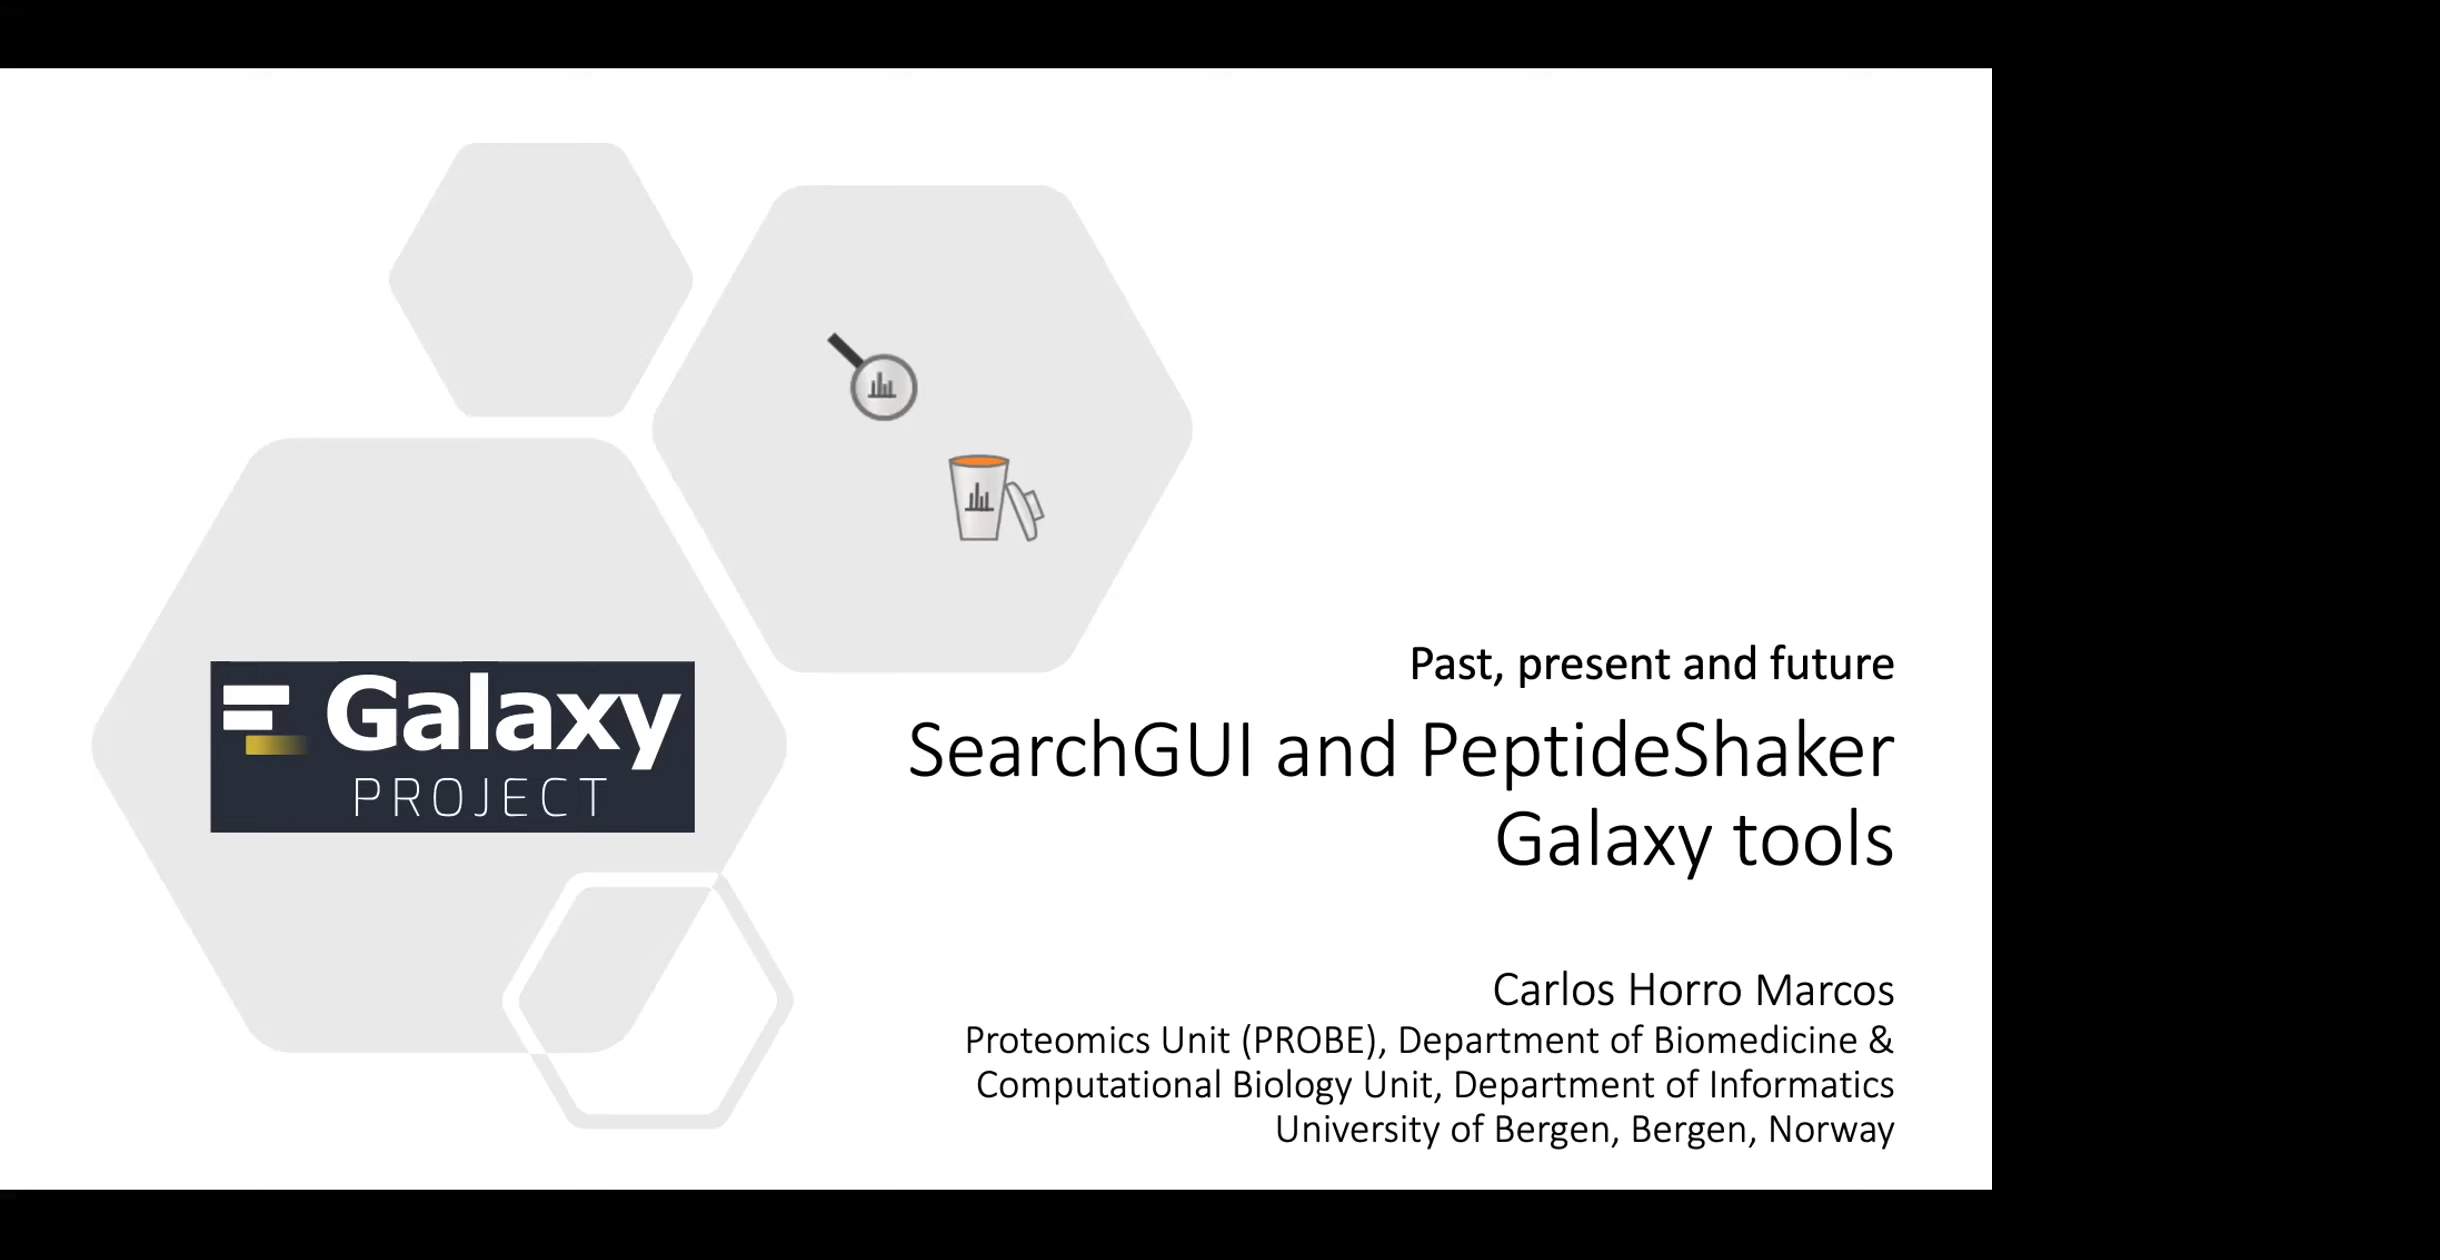 Galaxy
PROJECT
Past, present and future
SearchGUI and PeptideShaker
Galaxy tools
Carlos Horro Marcos
Proteomics Unit (PROBE), Department of Biomedicine &
Computational Biology Unit, Department of Informatics
University of Bergen, Bergen, Norway